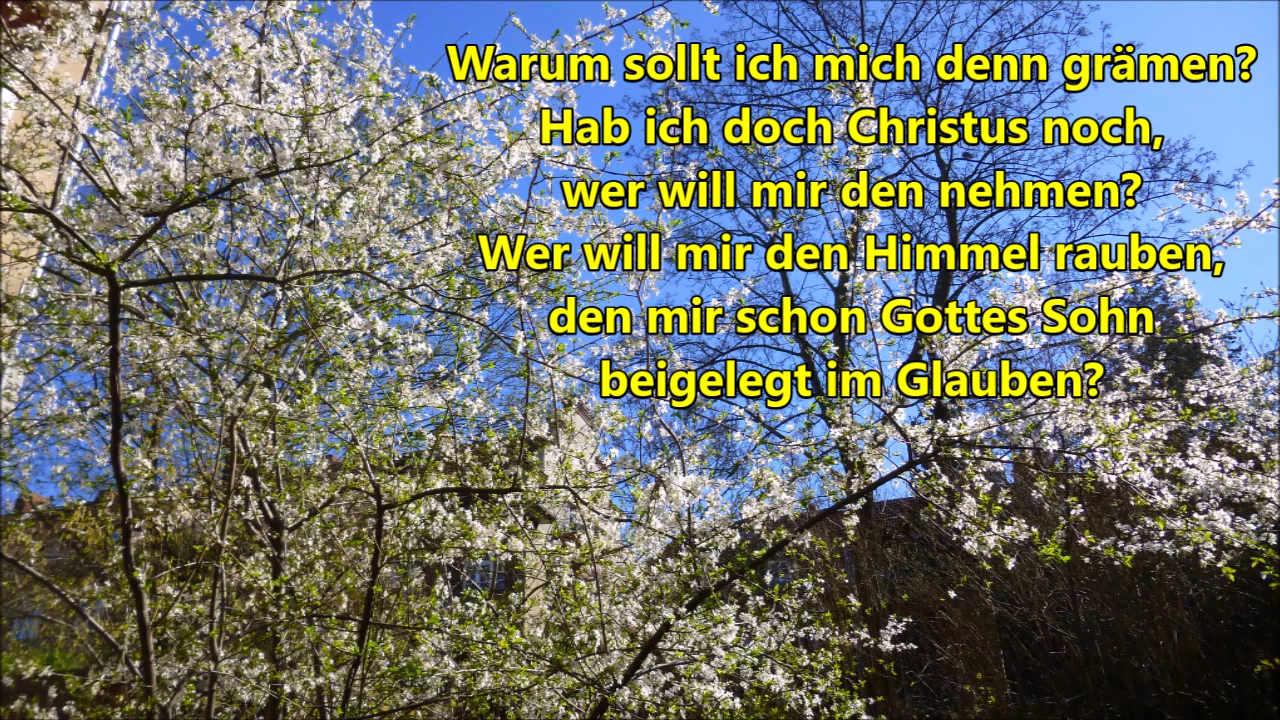 Warum sollt ich mich denn grämen?
Hab ich doch Christus noch,
wer will mir den nehmen?
Wer will mir den Himmel rauben,
den mir schon Gottes Sohn
beigelegt im Glauben?